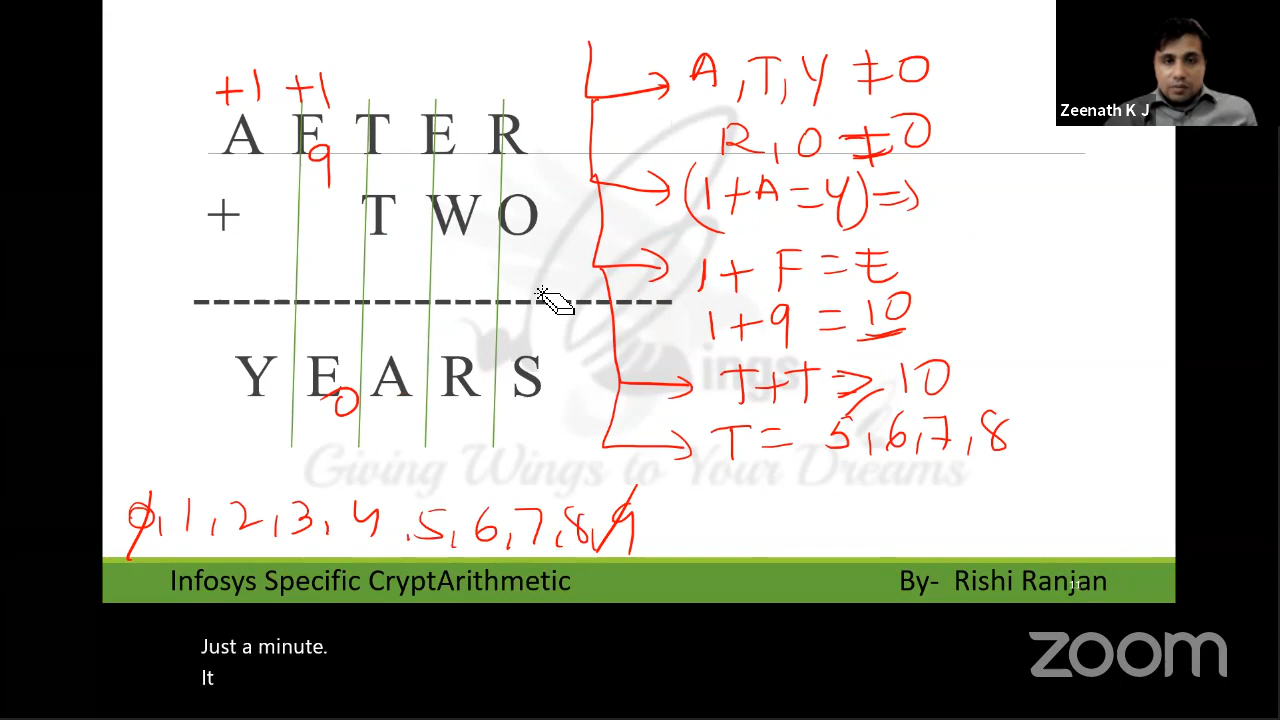 +1 +1
A F T E R
9
+ T W O
Y E A R S
0
A, T, Y ≠ 0
R, O ≠ 0
(1 + A = Y) ⇒
1 + F = E
1 + 9 = 10
T + T ≥ 10
T = 5, 6, 7, 8
0, 1, 2, 3, 4, 5, 6, 7, 8, 9
ings
Giving Wings to Your Dreams
Infosys Specific CryptArithmetic
By- Rishi Ranjan
11
Zeenath K J
Just a minute.
It
zoom